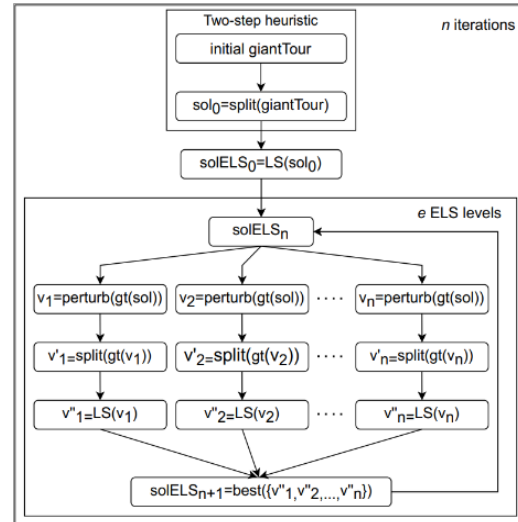 Two-step heuristic
n iterations
initial giantTour
sol0=split(giantTour)
solELS0=LS(sol0)
e ELS levels
solELSn
v1=perturb(gt(sol)) v2=perturb(gt(sol)) · · · · vn=perturb(gt(sol))
v'1=split(gt(v1)) v'2=split(gt(v2)) · · · · v'n=split(gt(vn))
v"1=LS(v1) v"2=LS(v2) · · · · v"n=LS(vn)
solELSn+1=best({v"1,v"2,...,v"n})